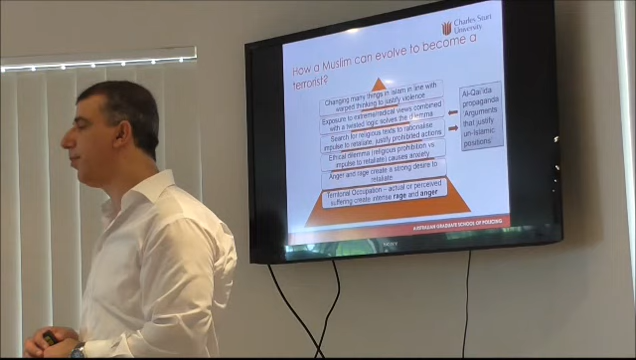 Charles Sturt
University
How a Muslim can evolve to become a
terrorist?
Changing many things in Islam in line with
warped thinking to justify violence
Exposure to extreme/radical views combined
with a twisted logic solves the dilemma
Search for religious texts to rationalise
impulse to retaliate, justify prohibited actions
Ethical dilemma (religious prohibition vs
impulse to retaliate) causes anxiety
Anger and rage create a strong desire to
retaliate
Territorial Occupation – actual or perceived
suffering create intense rage and anger
Al-Qai'ida
propaganda
'Arguments
that justify
un-Islamic
positions'
AUSTRALIAN GRADUATE SCHOOL OF POLICING